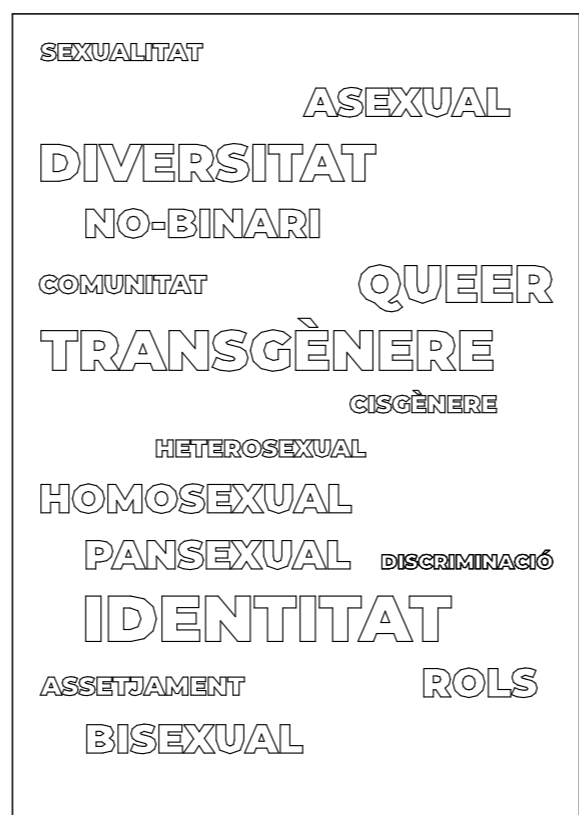 SEXUALITAT
ASEXUAL
DIVERSITAT
NO-BINARI
COMUNITAT QUEER
TRANSGÈNERE
CISGÈNERE
HETEROSEXUAL
HOMOSEXUAL
PANSEXUAL DISCRIMINACIÓ
IDENTITAT
ASSETJAMENT ROLS
BISEXUAL